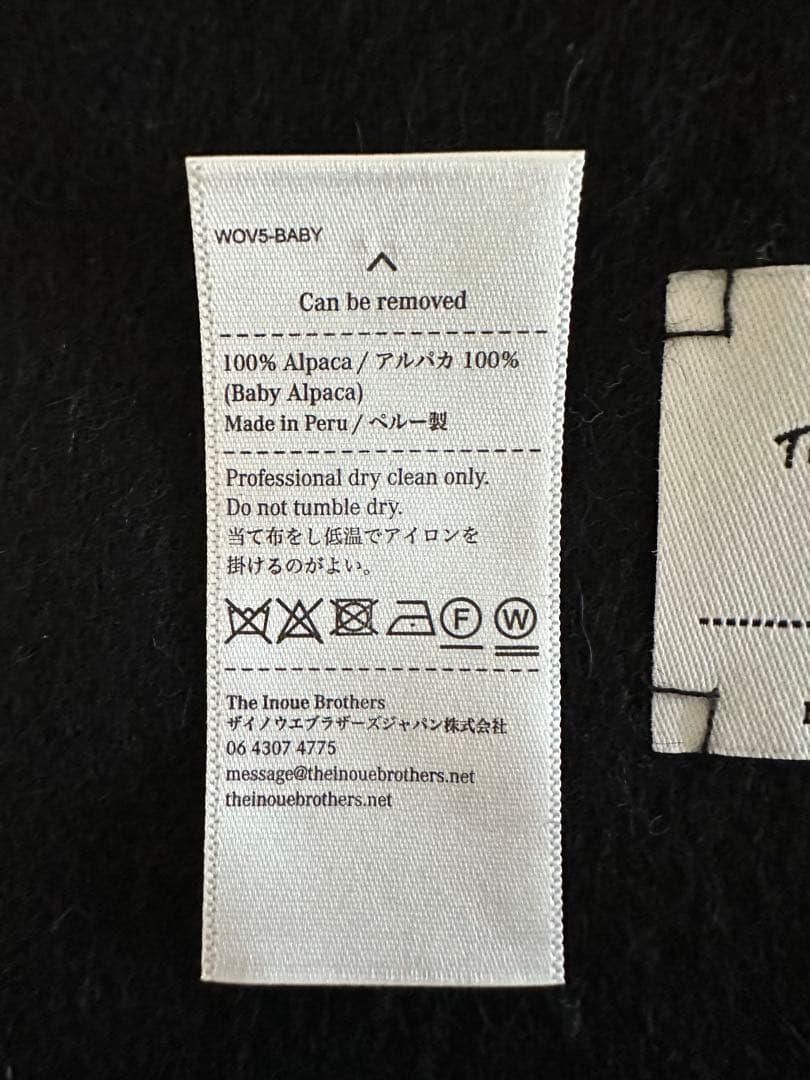 WOV5-BABY
Can be removed
100% Alpaca / アルパカ 100%
(Baby Alpaca)
Made in Peru / ペルー製
Professional dry clean only.
Do not tumble dry.
当て布をし低温でアイロンを
掛けるのがよい。
F W
The Inoue Brothers
ザイノウエブラザーズジャパン株式会社
06 4307 4775
message@theinouebrothers.net
theinouebrothers.net